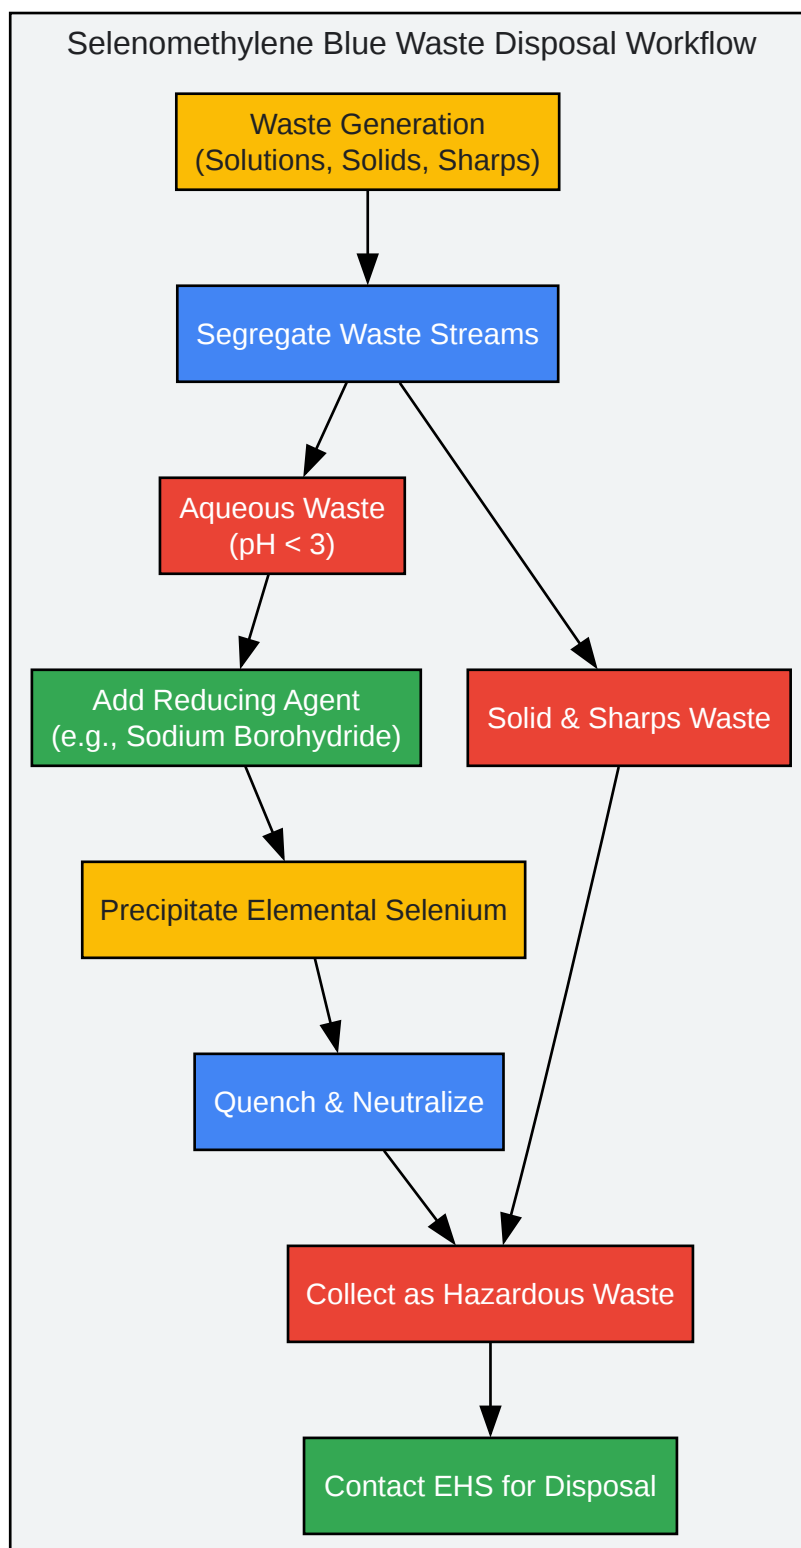 Selenomethylene Blue Waste Disposal Workflow
Waste Generation
(Solutions, Solids, Sharps)
Segregate Waste Streams
Aqueous Waste
(pH < 3)
Add Reducing Agent
(e.g., Sodium Borohydride)
Solid & Sharps Waste
Precipitate Elemental Selenium
Quench & Neutralize
Collect as Hazardous Waste
Contact EHS for Disposal